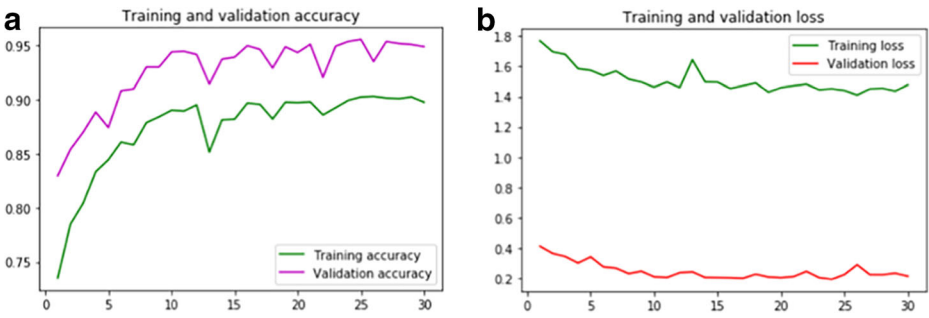 a
Training and validation accuracy
0.95
0.90
0.85
0.80
0.75
Training accuracy
Validation accuracy
0 5 10 15 20 25 30
b
Training and validation loss
1.8
1.6
1.4
1.2
1.0
0.8
0.6
0.4
0.2
Training loss
Validation loss
0 5 10 15 20 25 30